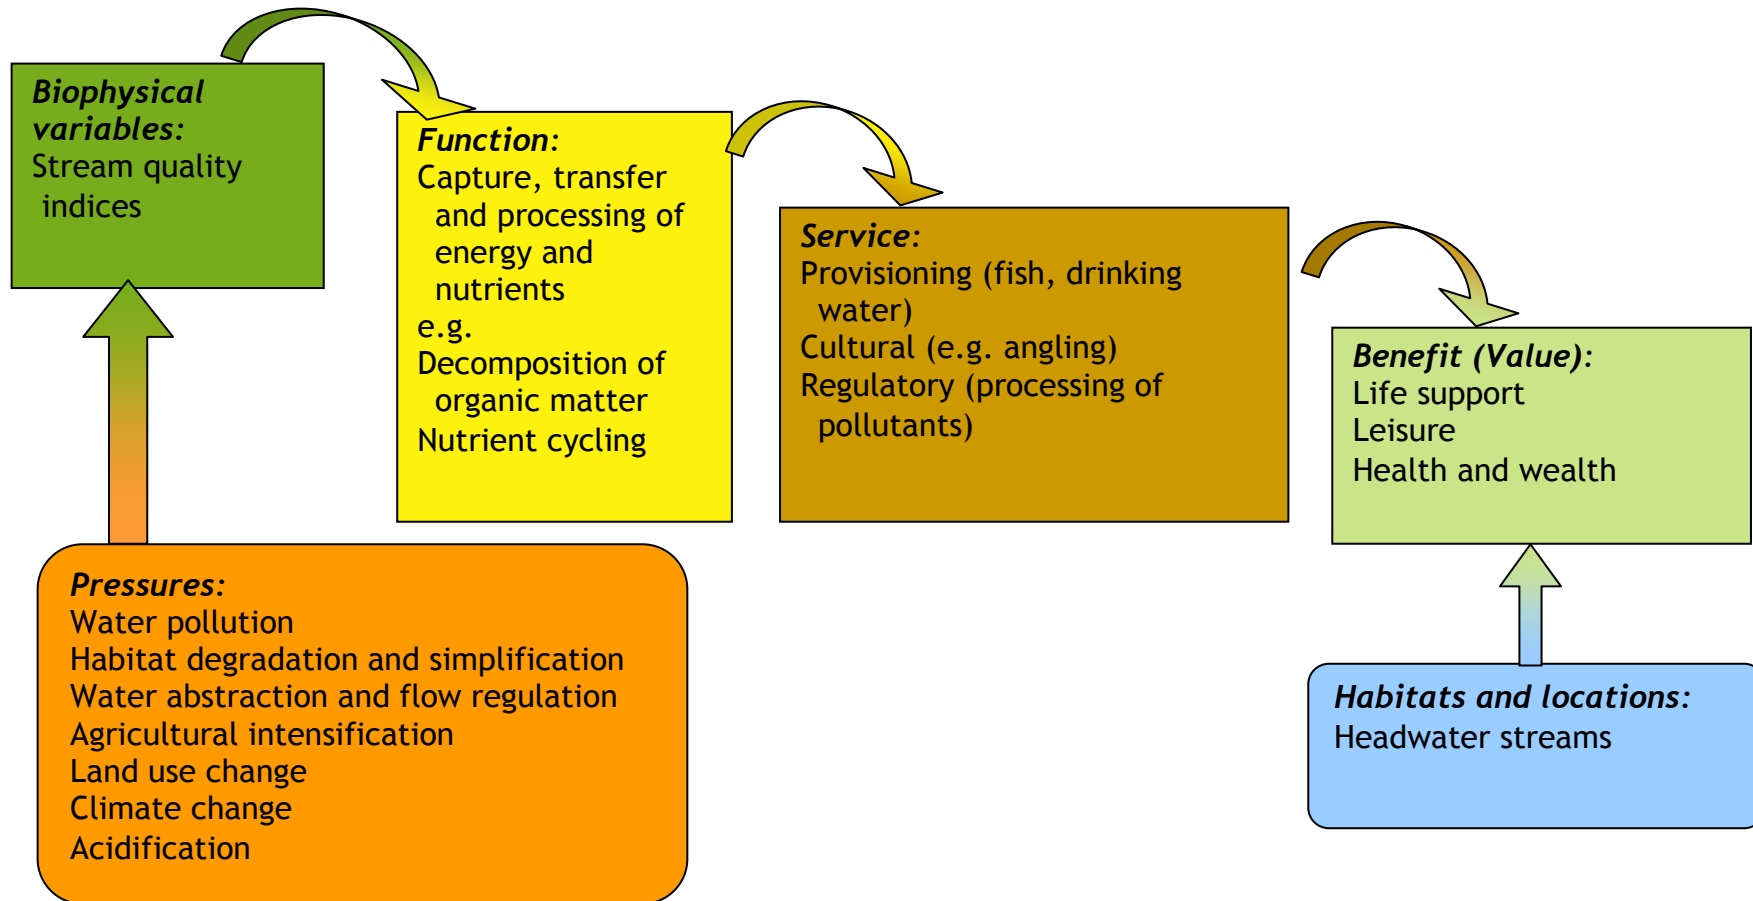 Biophysical
variables:
Stream quality
indices
Function:
Capture, transfer
and processing of
energy and
nutrients
e.g.
Decomposition of
organic matter
Nutrient cycling
Service:
Provisioning (fish, drinking
water)
Cultural (e.g. angling)
Regulatory (processing of
pollutants)
Benefit (Value):
Life support
Leisure
Health and wealth
Pressures:
Water pollution
Habitat degradation and simplification
Water abstraction and flow regulation
Agricultural intensification
Land use change
Climate change
Acidification
Habitats and locations:
Headwater streams